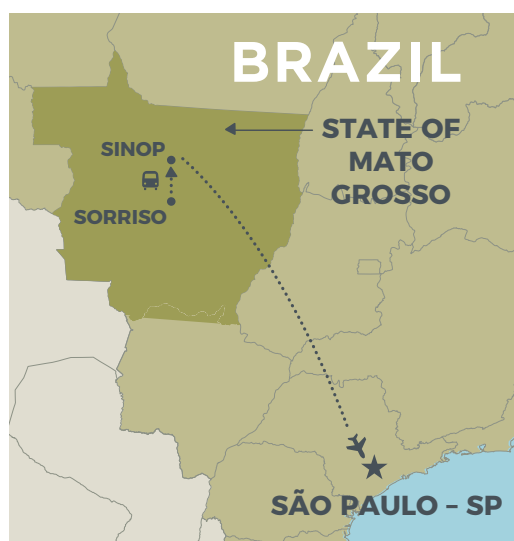 BRAZIL
STATE OF
MATO
GROSSO
SINOP
SORRISO
SÃO PAULO – SP